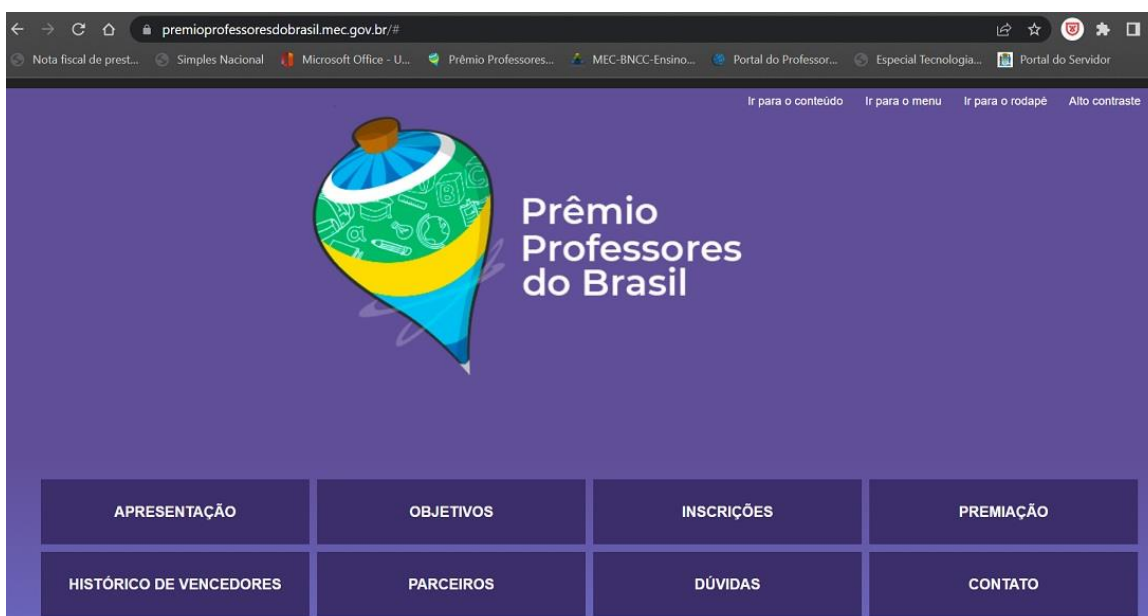 premioprofessoresdobrasil.mec.gov.br/#
Nota fiscal de prest... Simples Nacional Microsoft Office - U... Prêmio Professores... MEC-BNCC-Ensino... Portal do Professor... Especial Tecnologia... Portal do Servidor
Ir para o conteúdo Ir para o menu Ir para o rodapé Alto contraste
Prêmio
Professores
do Brasil
APRESENTAÇÃO OBJETIVOS INSCRIÇÕES PREMIAÇÃO
HISTÓRICO DE VENCEDORES PARCEIROS DÚVIDAS CONTATO